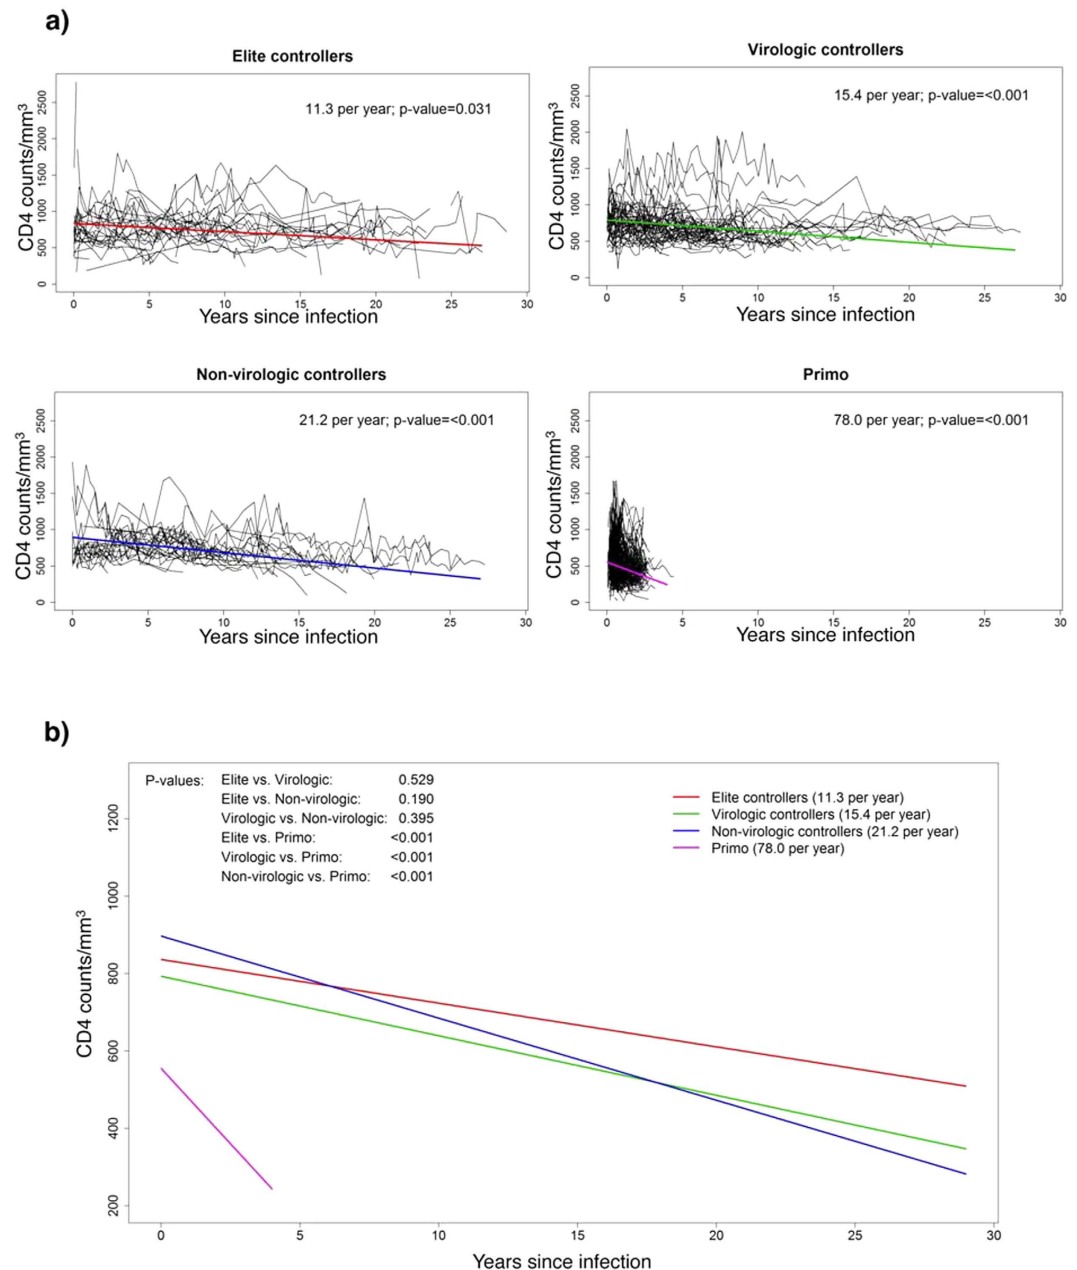 a)
Elite controllers
11.3 per year; p-value=0.031
CD4 counts/mm³
2500
2000
1500
1000
500
0
0 5 10 15 20 25 30
Years since infection
Virologic controllers
15.4 per year; p-value=<0.001
CD4 counts/mm³
2500
2000
1500
1000
500
0
0 5 10 15 20 25 30
Years since infection
Non-virologic controllers
21.2 per year; p-value=<0.001
CD4 counts/mm³
2500
2000
1500
1000
500
0
0 5 10 15 20 25 30
Years since infection
Primo
78.0 per year; p-value=<0.001
CD4 counts/mm³
2500
2000
1500
1000
500
0
0 5 10 15 20 25 30
Years since infection
b)
P-values: Elite vs. Virologic: 0.529
Elite vs. Non-virologic: 0.190
Virologic vs. Non-virologic: 0.395
Elite vs. Primo: <0.001
Virologic vs. Primo: <0.001
Non-virologic vs. Primo: <0.001
Elite controllers (11.3 per year)
Virologic controllers (15.4 per year)
Non-virologic controllers (21.2 per year)
Primo (78.0 per year)
CD4 counts/mm³
1200
1000
800
600
400
200
0 5 10 15 20 25 30
Years since infection